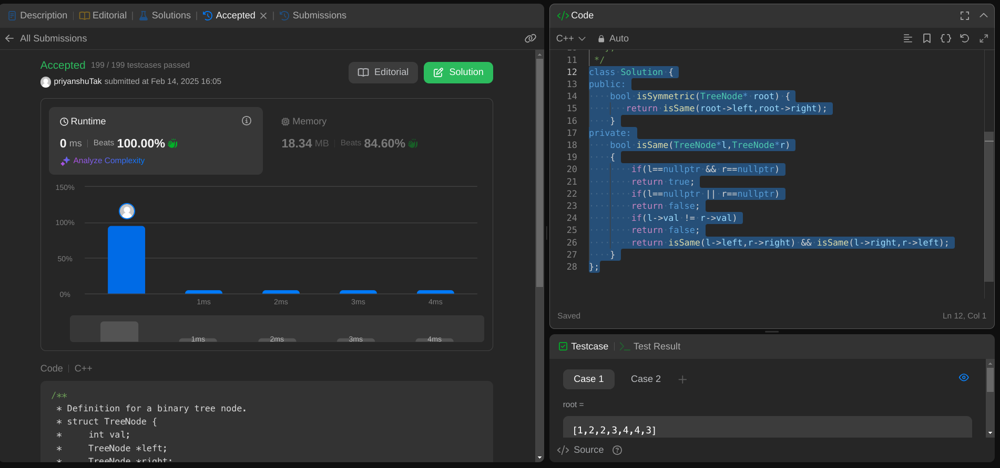 Description | Editorial | Solutions | Accepted | Submissions
All Submissions
Accepted 199 / 199 testcases passed
priyanshuTak submitted at Feb 14, 2025 16:05
Editorial
Solution
Runtime
0 ms | Beats 100.00%
Analyze Complexity
Memory
18.34 MB | Beats 84.60%
150%
100%
50%
0%
1ms 2ms 3ms 4ms
1ms 2ms 3ms 4ms
Code | C++
/**
 * Definition for a binary tree node.
 * struct TreeNode {
 *     int val;
 *     TreeNode *left;
 *     TreeNode *right;
</> Code
C++ Auto
11  */
12 class Solution {
13 public:
14     bool isSymmetric(TreeNode* root) {
15        return isSame(root->left,root->right);
16     }
17 private:
18     bool isSame(TreeNode*l,TreeNode*r)
19     {
20         if(l==nullptr && r==nullptr)
21         return true;
22         if(l==nullptr || r==nullptr)
23         return false;
24         if(l->val != r->val)
25         return false;
26         return isSame(l->left,r->right) && isSame(l->right,r->left);
27     }
28 };
Saved
Ln 12, Col 1
Testcase | Test Result
Case 1 Case 2 +
root =
[1,2,2,3,4,4,3]
</> Source